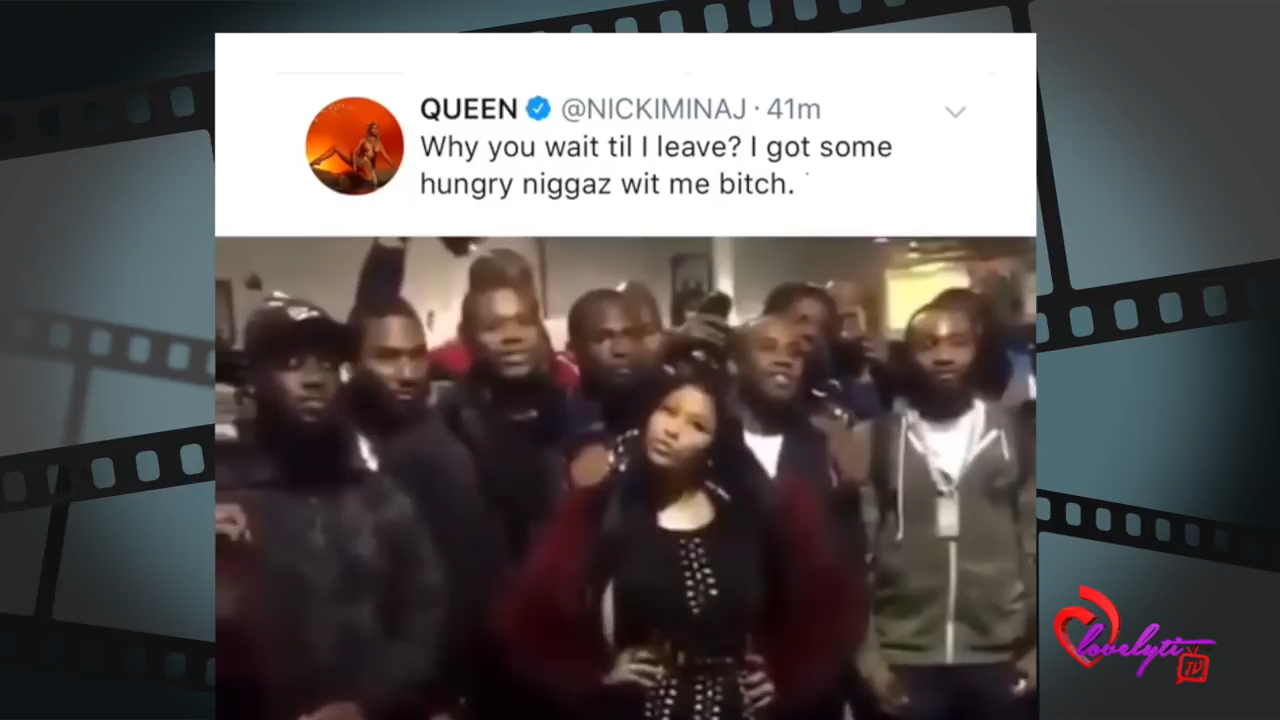 QUEEN @NICKIMINAJ · 41m
Why you wait til I leave? I got some
hungry niggaz wit me bitch.
lovelyti
TV